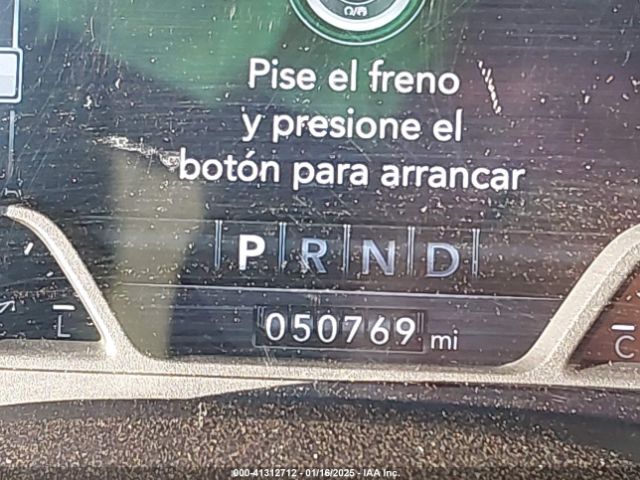 Pise el freno
y presione el
botón para arrancar
P R N D
L 050769 mi C
000-41312712 - 01/16/2025 - IAA Inc.